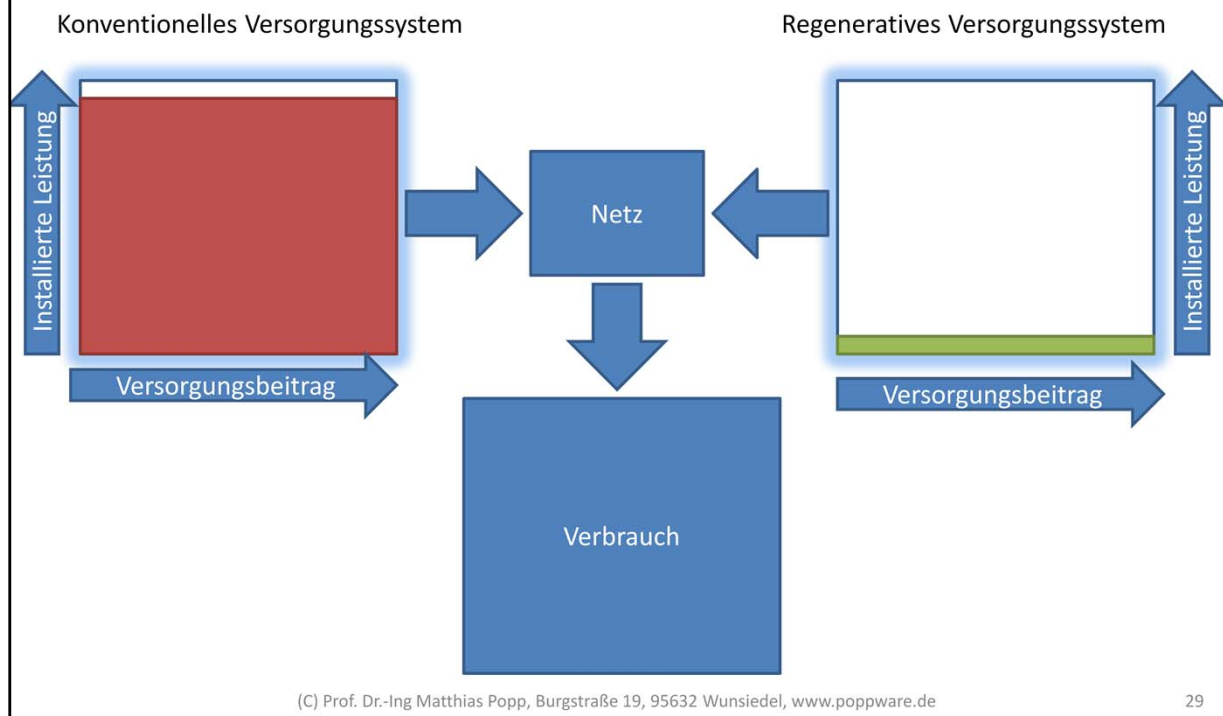 Konventionelles Versorgungssystem
Regeneratives Versorgungssystem
Installierte Leistung
Netz
Installierte Leistung
Versorgungsbeitrag
Versorgungsbeitrag
Verbrauch
(C) Prof. Dr.-Ing Matthias Popp, Burgstraße 19, 95632 Wunsiedel, www.poppware.de
29